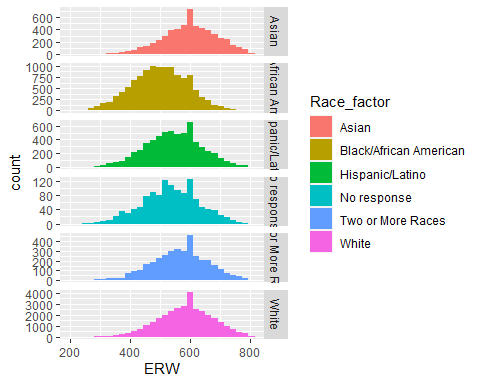 600
400
200
0
Asian
1000
750
500
250
0
African Am
600
400
200
0
panic/Lat
120
80
40
0
o respons
400
300
200
100
0
or More R
4000
3000
2000
1000
0
White
200
400
600
800
ERW
count
Race_factor
Asian
Black/African American
Hispanic/Latino
No response
Two or More Races
White